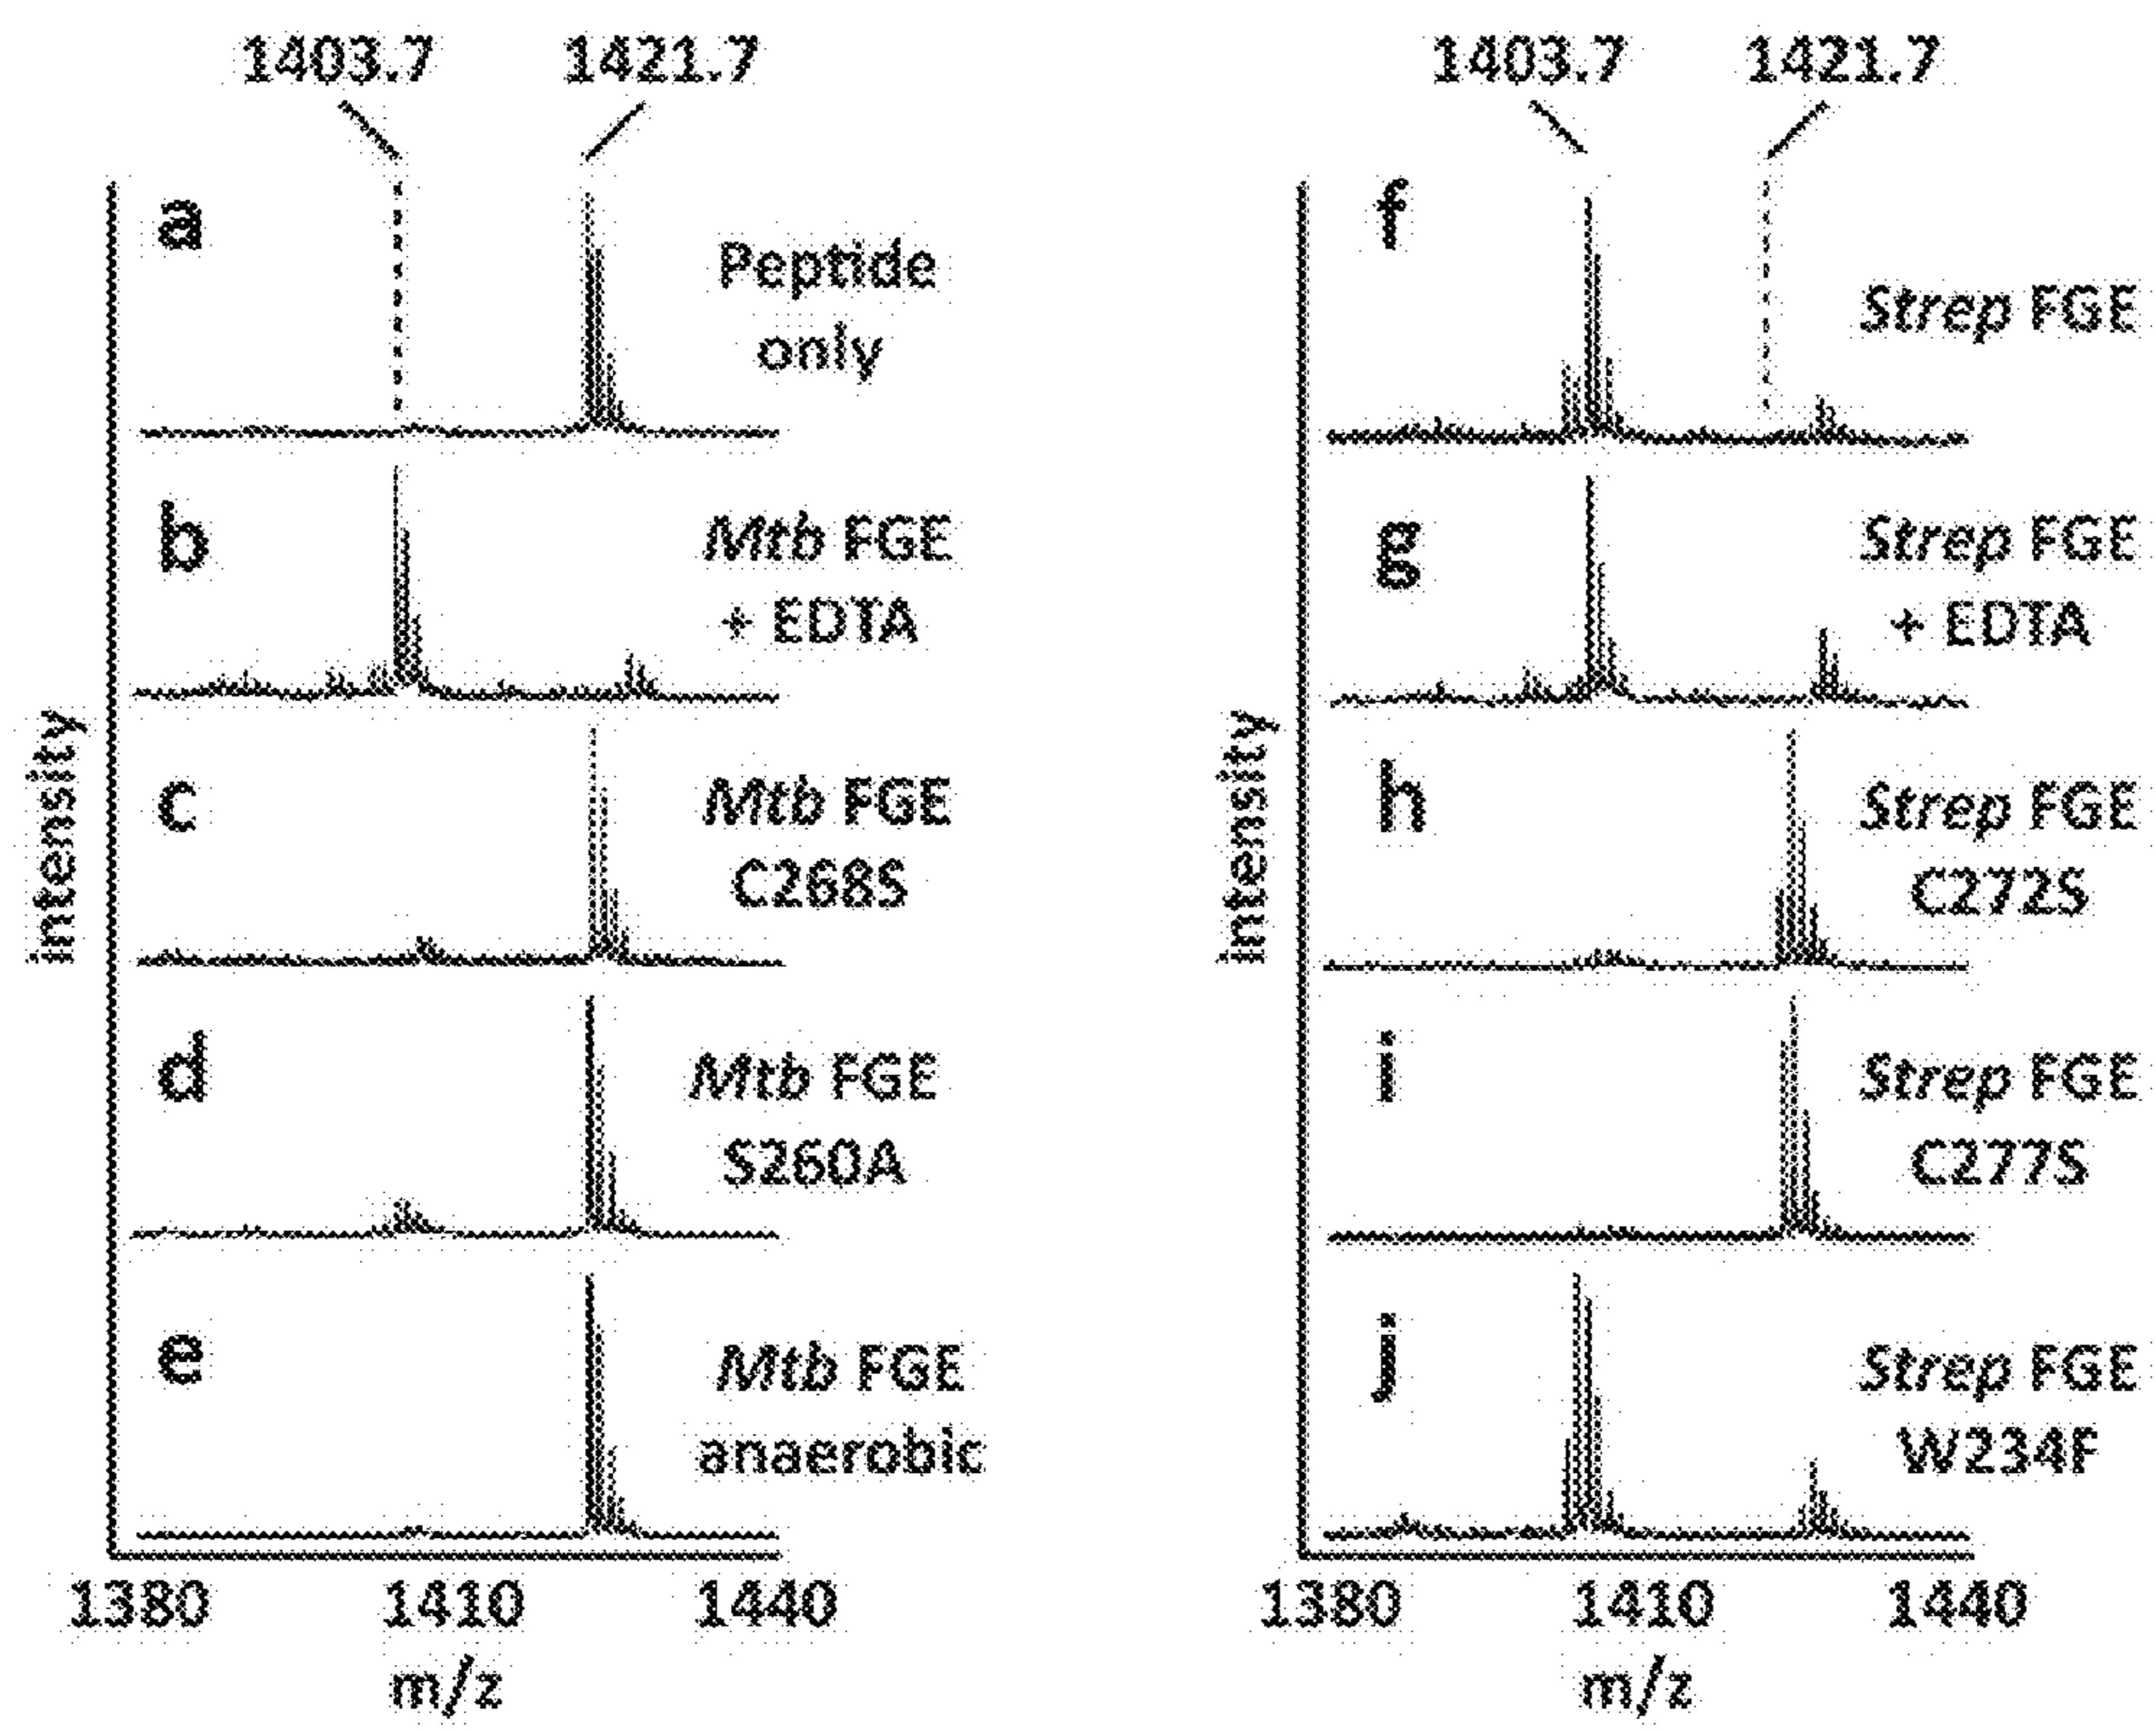 1403.7 1421.7
a Peptide
only
b Mtb FGE
+ EDTA
c Mtb FGE
C268S
d Mtb FGE
S260A
e Mtb FGE
anaerobic
intensity
1380 1410 1440
m/z
1403.7 1421.7
f Strep FGE
g Strep FGE
+ EDTA
h Strep FGE
C272S
i Strep FGE
C277S
j Strep FGE
W234F
intensity
1380 1410 1440
m/z